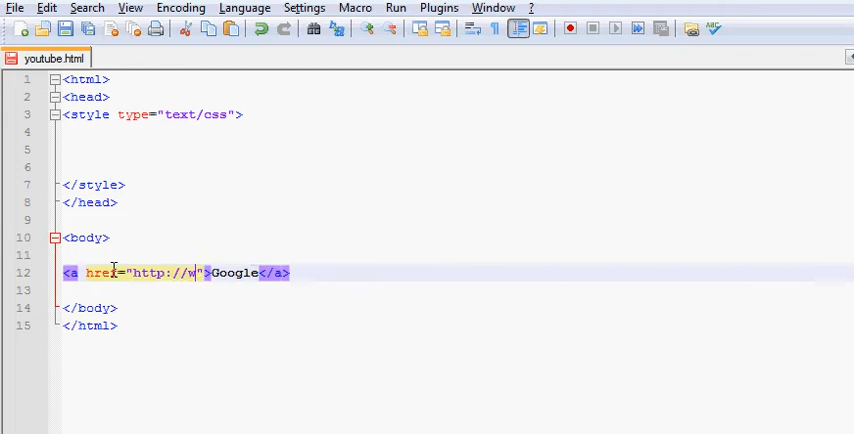 File Edit Search View Encoding Language Settings Macro Run Plugins Window ?
youtube.html
1 <html>
2 <head>
3 <style type="text/css">
4
5
6
7 </style>
8 </head>
9
10 <body>
11
12 <a href="http://w">Google</a>
13
14 </body>
15 </html>